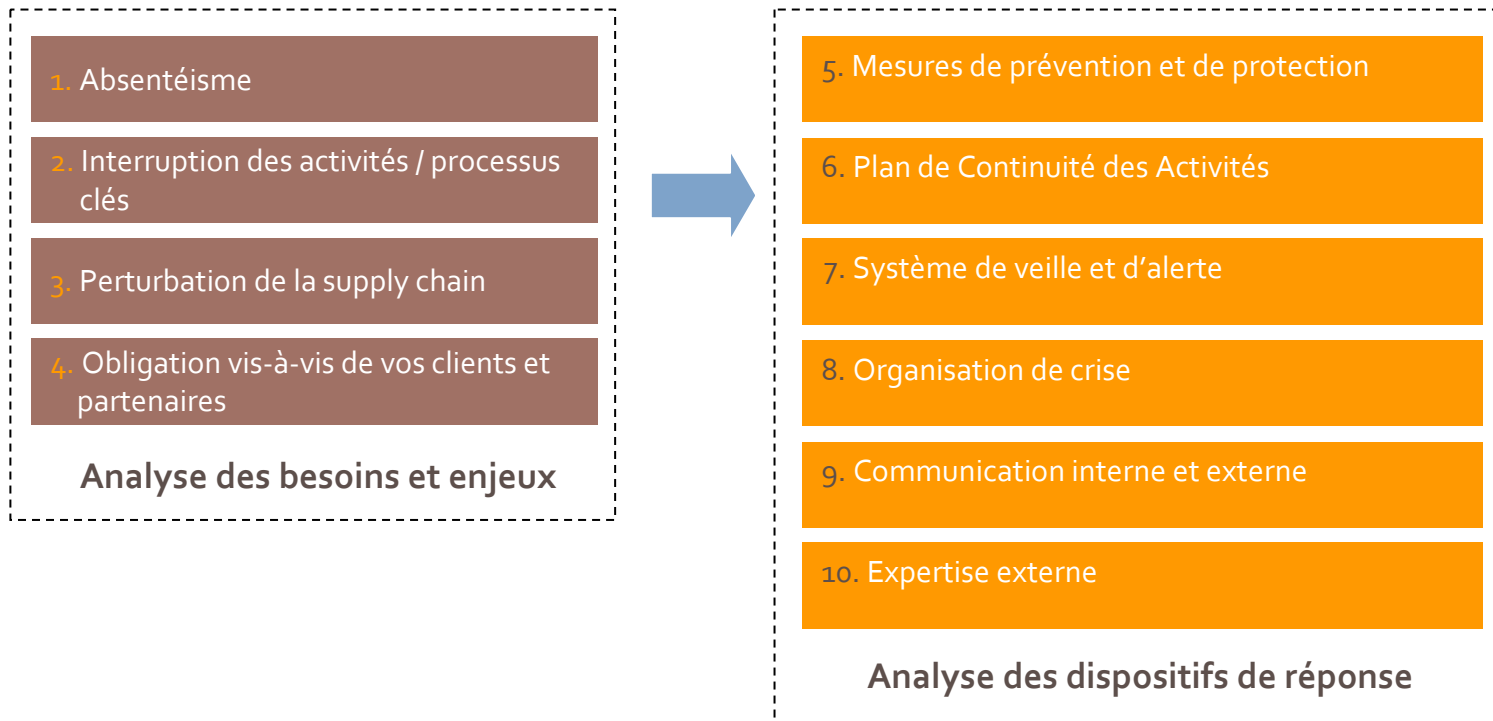 1. Absentéisme
2. Interruption des activités / processus
clés
3. Perturbation de la supply chain
4. Obligation vis-à-vis de vos clients et
partenaires
Analyse des besoins et enjeux
5. Mesures de prévention et de protection
6. Plan de Continuité des Activités
7. Système de veille et d’alerte
8. Organisation de crise
9. Communication interne et externe
10. Expertise externe
Analyse des dispositifs de réponse